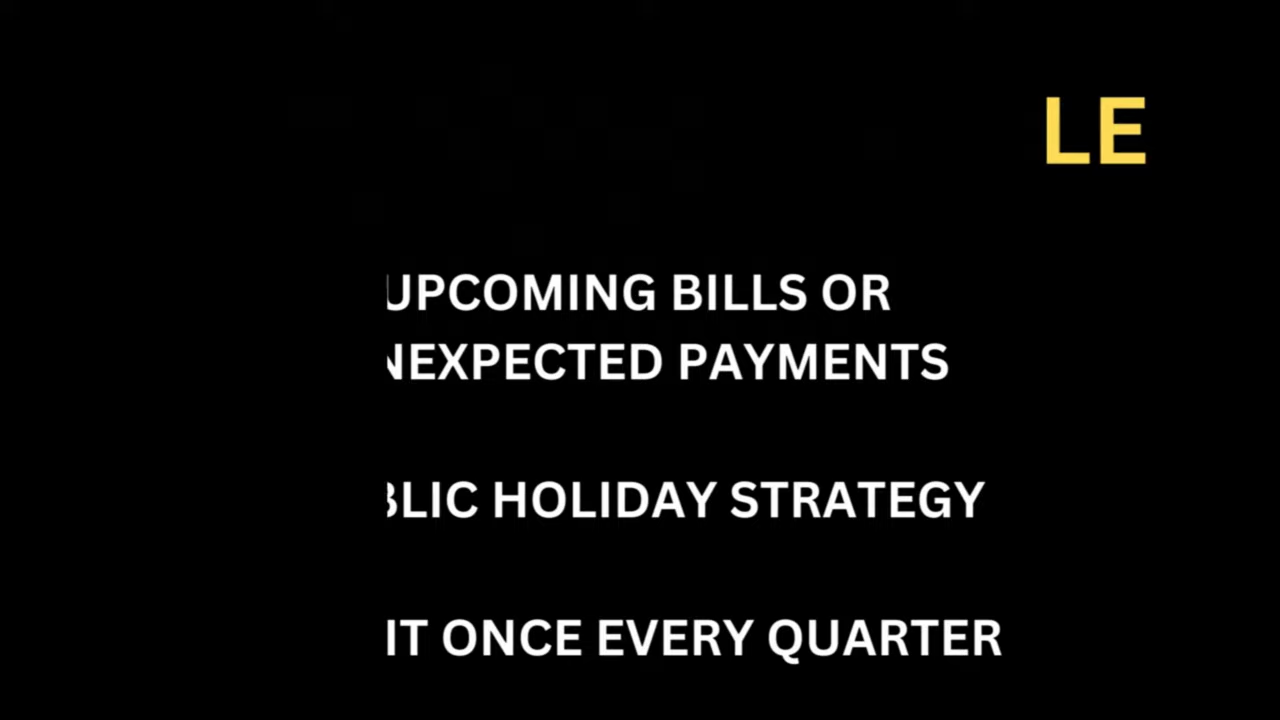 LE
UPCOMING BILLS OR
NEXPECTED PAYMENTS
BLIC HOLIDAY STRATEGY
IT ONCE EVERY QUARTER